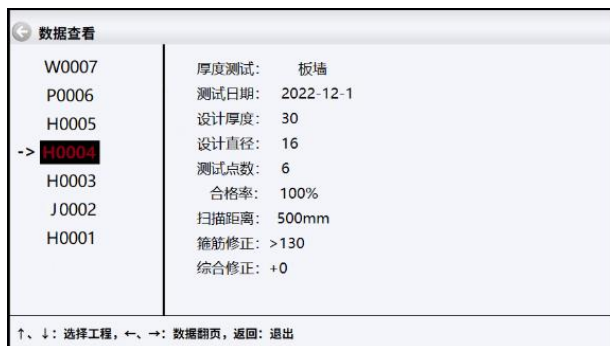 数据查看
W0007
P0006
H0005
-> H0004
H0003
J0002
H0001
厚度测试: 板墙
测试日期: 2022-12-1
设计厚度: 30
设计直径: 16
测试点数: 6
合格率: 100%
扫描距离: 500mm
箍筋修正: >130
综合修正: +0
↑、↓: 选择工程, ←、→: 数据翻页, 返回: 退出